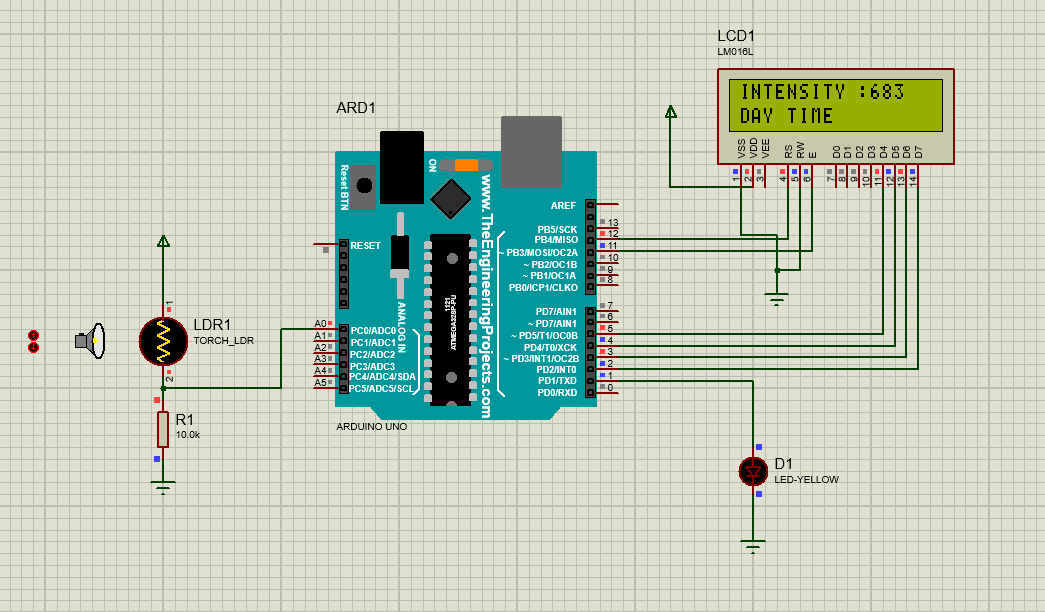 LCD1
LM016L
INTENSITY :683
DAY TIME
VSS
VDD
VEE
RS
RW
E
D0
D1
D2
D3
D4
D5
D6
D7
1
2
3
4
5
6
7
8
9
10
11
12
13
14
ARD1
Reset BTN
ON
www.TheEngineeringProjects.com
RESET
AREF
PB5/SCK 13
PB4/MISO 12
~ PB3/MOSI/OC2A 11
~ PB2/OC1B 10
~ PB1/OC1A 9
PB0/ICP1/CLKO 8
PD7/AIN1 7
~ PD7/AIN1 6
~ PD5/T1/OC0B 5
PD4/T0/XCK 4
~ PD3/INT1/OC2B 3
PD2/INT0 2
PD1/TXD 1
PD0/RXD 0
ANALOG IN
1121
ATMEGA328P-PU
A0 PC0/ADC0
A1 PC1/ADC1
A2 PC2/ADC2
A3 PC3/ADC3
A4 PC4/ADC4/SDA
A5 PC5/ADC5/SCL
ARDUINO UNO
1
LDR1
TORCH_LDR
2
R1
10.0k
D1
LED-YELLOW